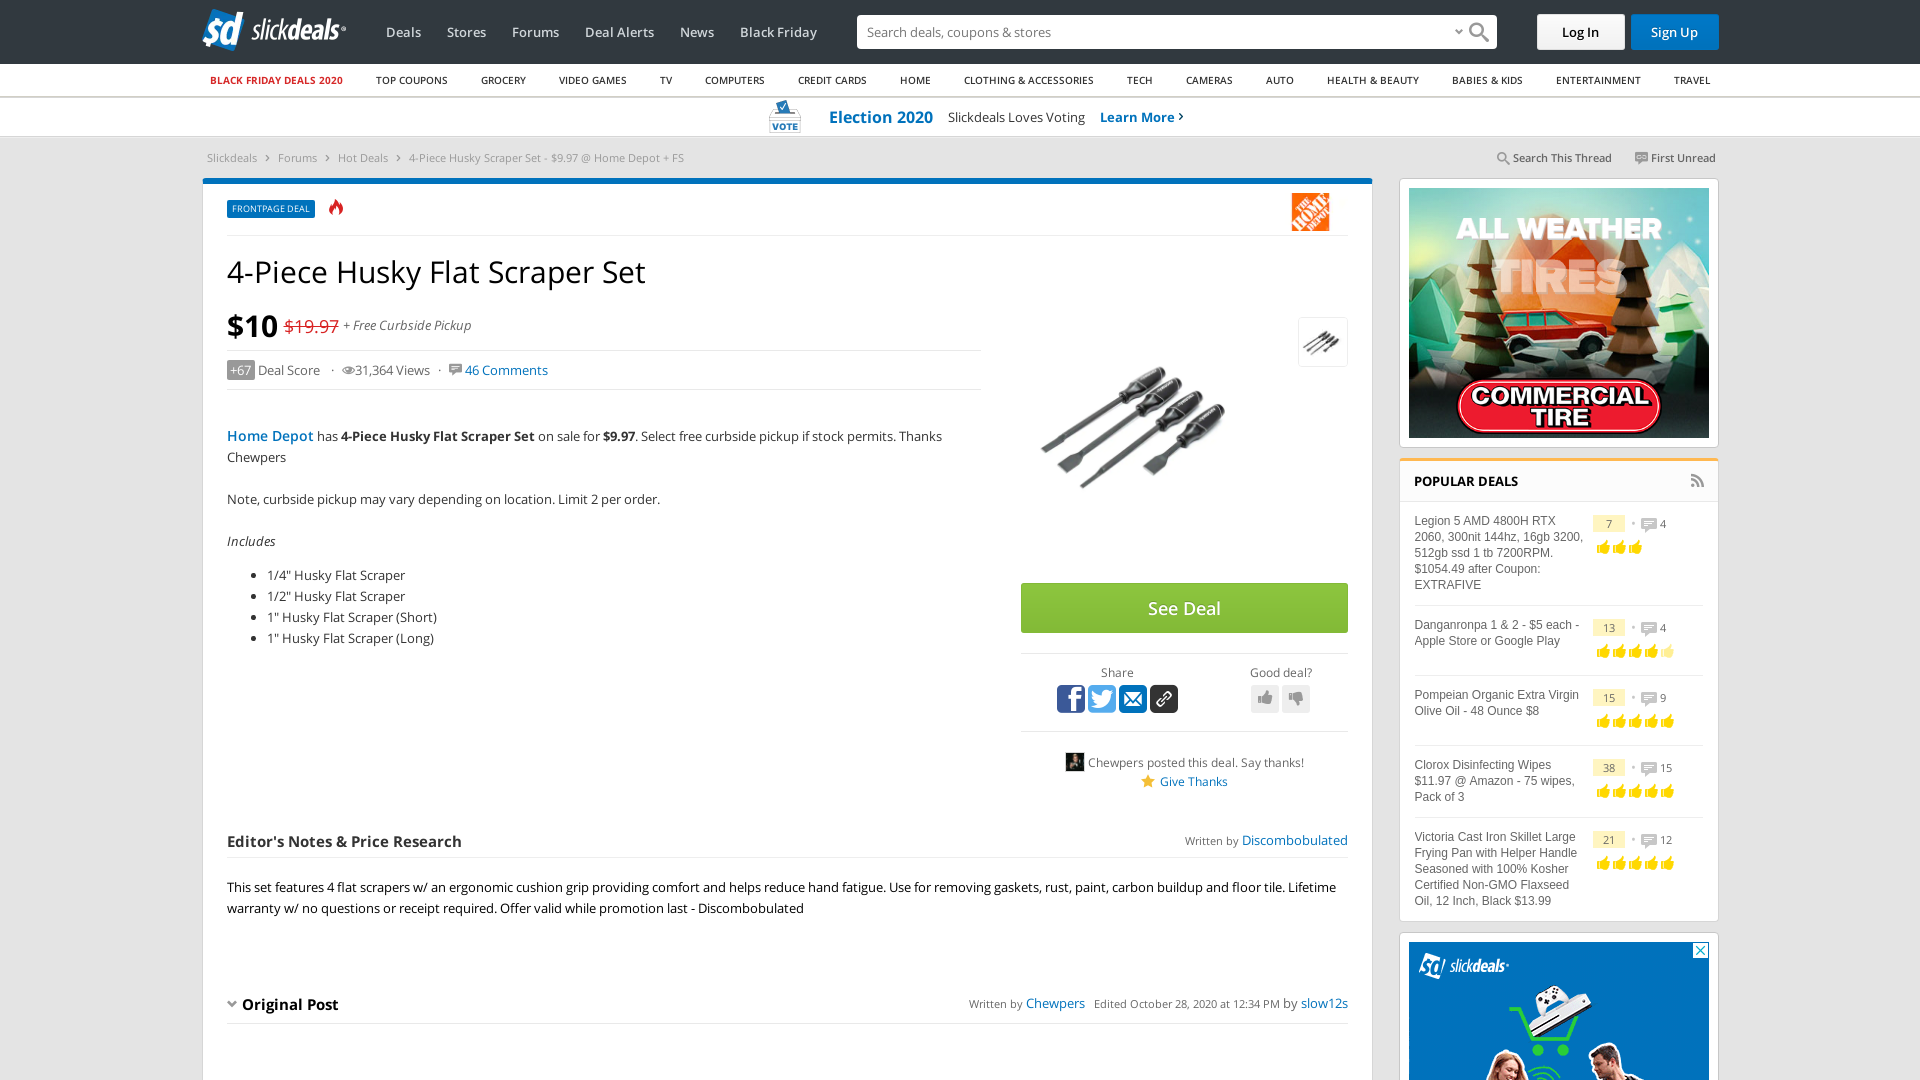 slickdeals
Deals
Stores
Forums
Deal Alerts
News
Black Friday
Search deals, coupons & stores
Log In
Sign Up
BLACK FRIDAY DEALS 2020
TOP COUPONS
GROCERY
VIDEO GAMES
TV
COMPUTERS
CREDIT CARDS
HOME
CLOTHING & ACCESSORIES
TECH
CAMERAS
AUTO
HEALTH & BEAUTY
BABIES & KIDS
ENTERTAINMENT
TRAVEL
VOTE
Election 2020 Slickdeals Loves Voting Learn More
Slickdeals › Forums › Hot Deals › 4-Piece Husky Scraper Set - $9.97 @ Home Depot + FS
Search This Thread
First Unread
FRONTPAGE DEAL
THE HOME DEPOT
4-Piece Husky Flat Scraper Set
$10 $19.97 + Free Curbside Pickup
+67 Deal Score · 31,364 Views · 46 Comments
Home Depot has 4-Piece Husky Flat Scraper Set on sale for $9.97. Select free curbside pickup if stock permits. Thanks
Chewpers
Note, curbside pickup may vary depending on location. Limit 2 per order.
Includes
1/4" Husky Flat Scraper
1/2" Husky Flat Scraper
1" Husky Flat Scraper (Short)
1" Husky Flat Scraper (Long)
See Deal
Share
Good deal?
Chewpers posted this deal. Say thanks!
Give Thanks
Editor's Notes & Price Research
Written by Discombobulated
This set features 4 flat scrapers w/ an ergonomic cushion grip providing comfort and helps reduce hand fatigue. Use for removing gaskets, rust, paint, carbon buildup and floor tile. Lifetime
warranty w/ no questions or receipt required. Offer valid while promotion last - Discombobulated
Original Post
Written by Chewpers Edited October 28, 2020 at 12:34 PM by slow12s
ALL WEATHER
TIRES
COMMERCIAL
TIRE
POPULAR DEALS
Legion 5 AMD 4800H RTX
2060, 300nit 144hz, 16gb 3200,
512gb ssd 1 tb 7200RPM.
$1054.49 after Coupon:
EXTRAFIVE
7 • 4
Danganronpa 1 & 2 - $5 each -
Apple Store or Google Play
13 • 4
Pompeian Organic Extra Virgin
Olive Oil - 48 Ounce $8
15 • 9
Clorox Disinfecting Wipes
$11.97 @ Amazon - 75 wipes,
Pack of 3
38 • 15
Victoria Cast Iron Skillet Large
Frying Pan with Helper Handle
Seasoned with 100% Kosher
Certified Non-GMO Flaxseed
Oil, 12 Inch, Black $13.99
21 • 12
slickdeals